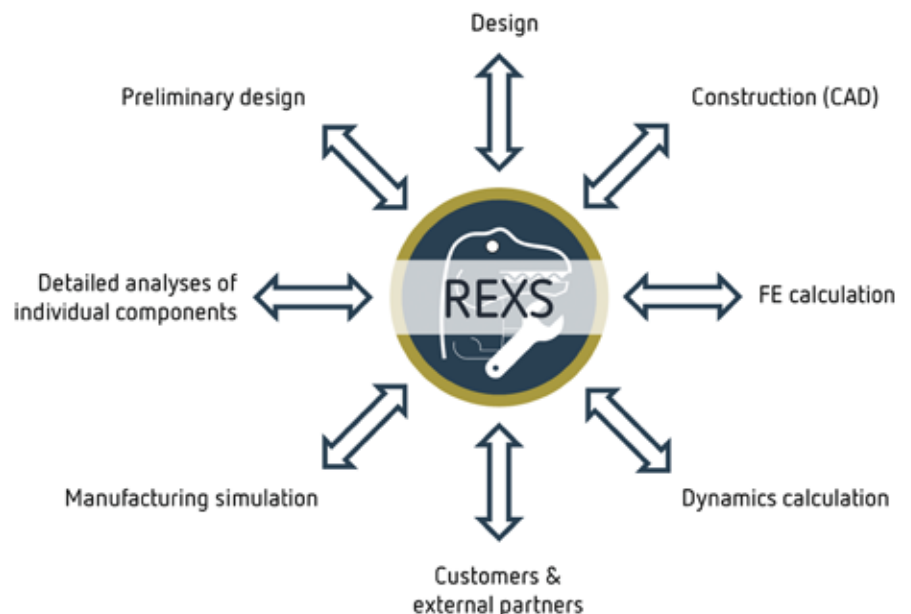 Design
Preliminary design
Construction (CAD)
Detailed analyses of
individual components
REXS
FE calculation
Manufacturing simulation
Dynamics calculation
Customers &
external partners